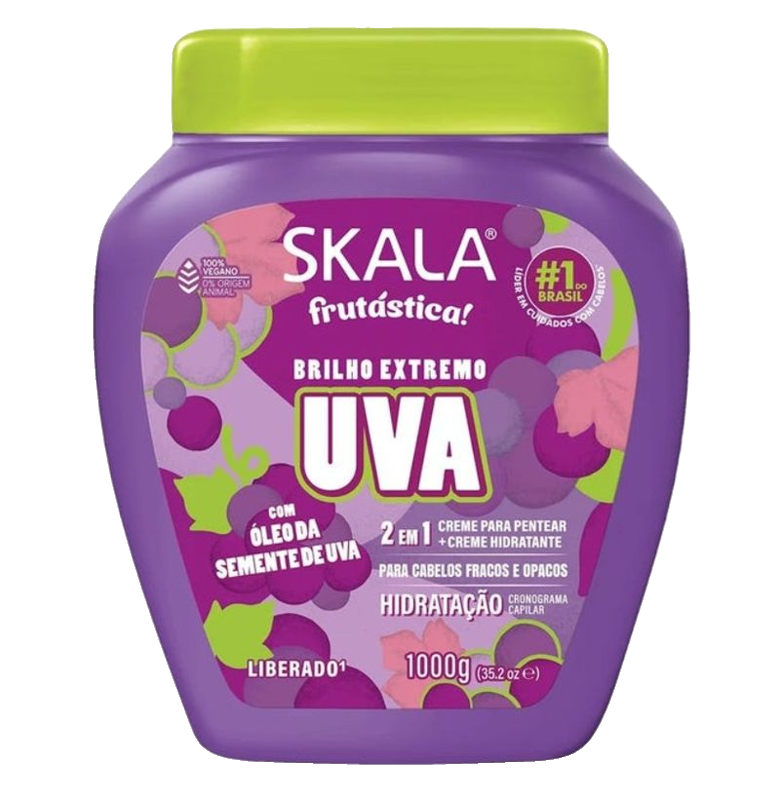 SKALA®
frutástica!
100%
VEGANO
0% ORIGEM
ANIMAL
#1 DO
BRASIL
LÍDER EM CUIDADOS COM CABELOS
BRILHO EXTREMO
UVA
COM
ÓLEO DA
SEMENTE DE UVA
2 EM 1 CREME PARA PENTEAR
+CREME HIDRATANTE
PARA CABELOS FRACOS E OPACOS
HIDRATAÇÃO CRONOGRAMA
CAPILAR
LIBERADO¹
1000g (35.2 oz ℮)